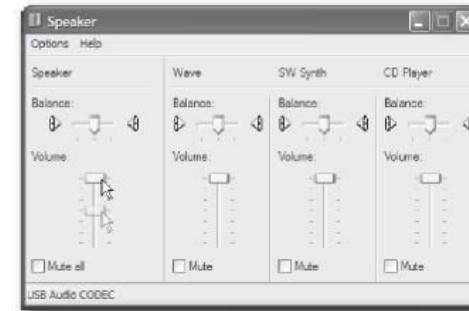 Speaker
Options Help
Speaker Wave SW Synth CD Player
Balance: Balance: Balance: Balance:
Volume: Volume: Volume: Volume:
Mute all Mute Mute Mute
USB Audio CODEC